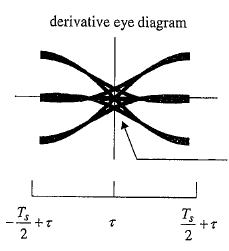 derivative eye diagram
-T_s/2 + τ   τ   T_s/2 + τ